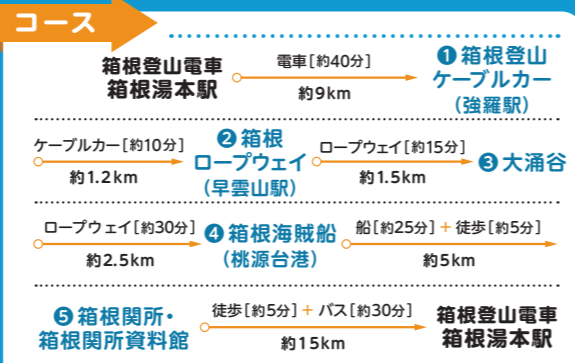 コース
箱根登山電車
箱根湯本駅
電車[約40分]
約9km
❶箱根登山
ケーブルカー
(強羅駅)
ケーブルカー[約10分]
約1.2km
❷箱根
ロープウェイ
(早雲山駅)
ロープウェイ[約15分]
約1.5km
❸大涌谷
ロープウェイ[約30分]
約2.5km
❹箱根海賊船
(桃源台港)
船[約25分]+徒歩[約5分]
約5km
❺箱根関所・
箱根関所資料館
徒歩[約5分]+バス[約30分]
約15km
箱根登山電車
箱根湯本駅